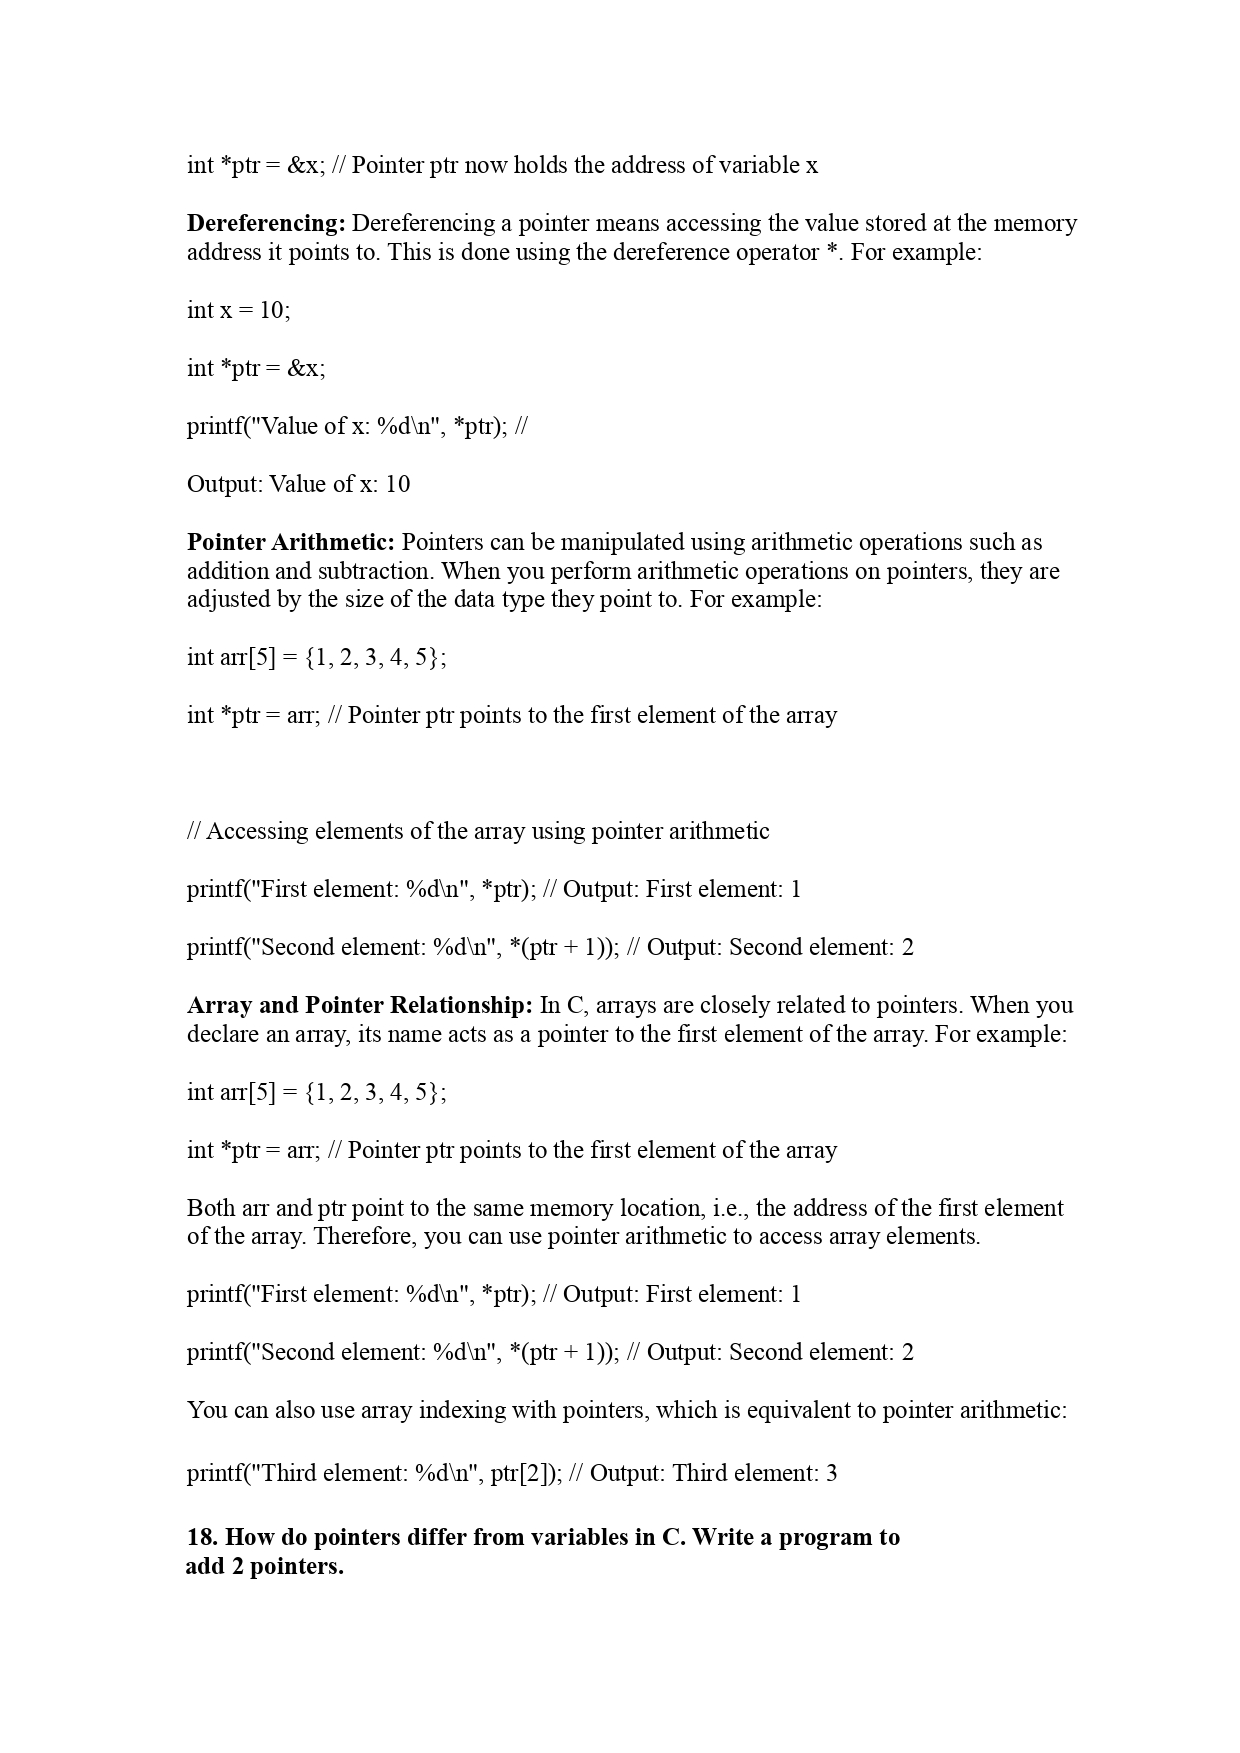 int *ptr = &x; // Pointer ptr now holds the address of variable x
Dereferencing: Dereferencing a pointer means accessing the value stored at the memory
address it points to. This is done using the dereference operator *. For example:
int x = 10;
int *ptr = &x;
printf("Value of x: %d\n", *ptr); //
Output: Value of x: 10
Pointer Arithmetic: Pointers can be manipulated using arithmetic operations such as
addition and subtraction. When you perform arithmetic operations on pointers, they are
adjusted by the size of the data type they point to. For example:
int arr[5] = {1, 2, 3, 4, 5};
int *ptr = arr; // Pointer ptr points to the first element of the array
// Accessing elements of the array using pointer arithmetic
printf("First element: %d\n", *ptr); // Output: First element: 1
printf("Second element: %d\n", *(ptr + 1)); // Output: Second element: 2
Array and Pointer Relationship: In C, arrays are closely related to pointers. When you
declare an array, its name acts as a pointer to the first element of the array. For example:
int arr[5] = {1, 2, 3, 4, 5};
int *ptr = arr; // Pointer ptr points to the first element of the array
Both arr and ptr point to the same memory location, i.e., the address of the first element
of the array. Therefore, you can use pointer arithmetic to access array elements.
printf("First element: %d\n", *ptr); // Output: First element: 1
printf("Second element: %d\n", *(ptr + 1)); // Output: Second element: 2
You can also use array indexing with pointers, which is equivalent to pointer arithmetic:
printf("Third element: %d\n", ptr[2]); // Output: Third element: 3
18. How do pointers differ from variables in C. Write a program to
add 2 pointers.